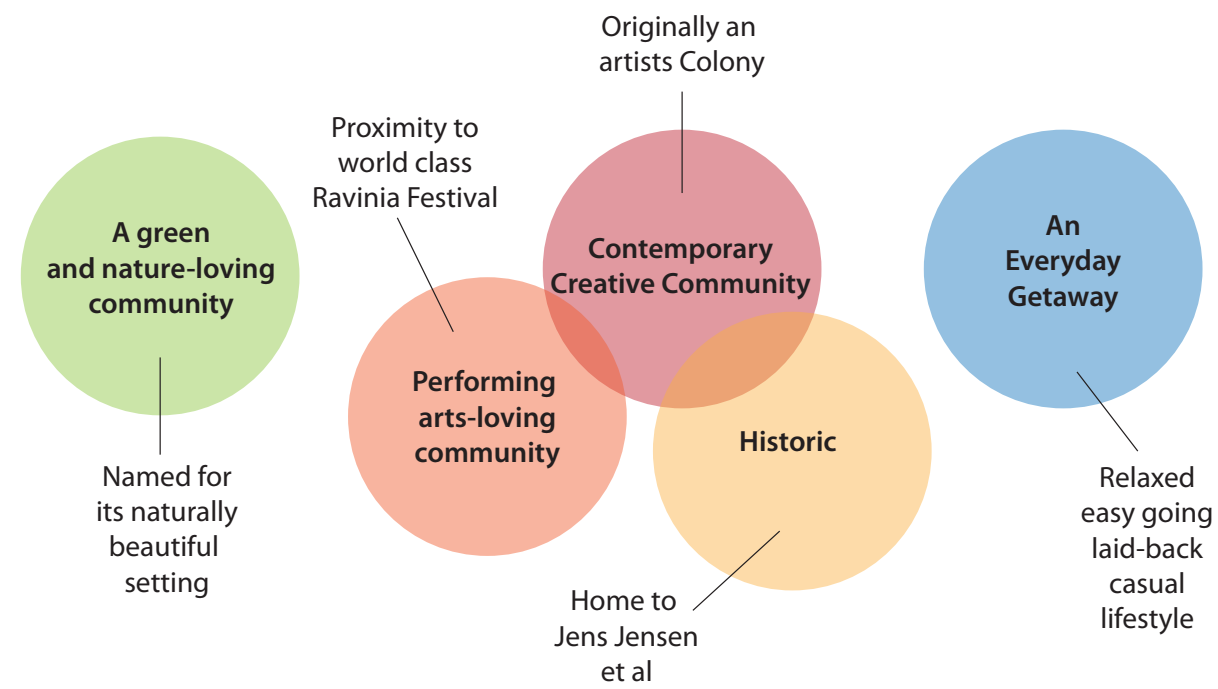 Originally an
artists Colony
Proximity to
world class
Ravinia Festival
A green
and nature-loving
community
Contemporary
Creative Community
An
Everyday
Getaway
Performing
arts-loving
community
Historic
Named for
its naturally
beautiful
setting
Home to
Jens Jensen
et al
Relaxed
easy going
laid-back
casual
lifestyle